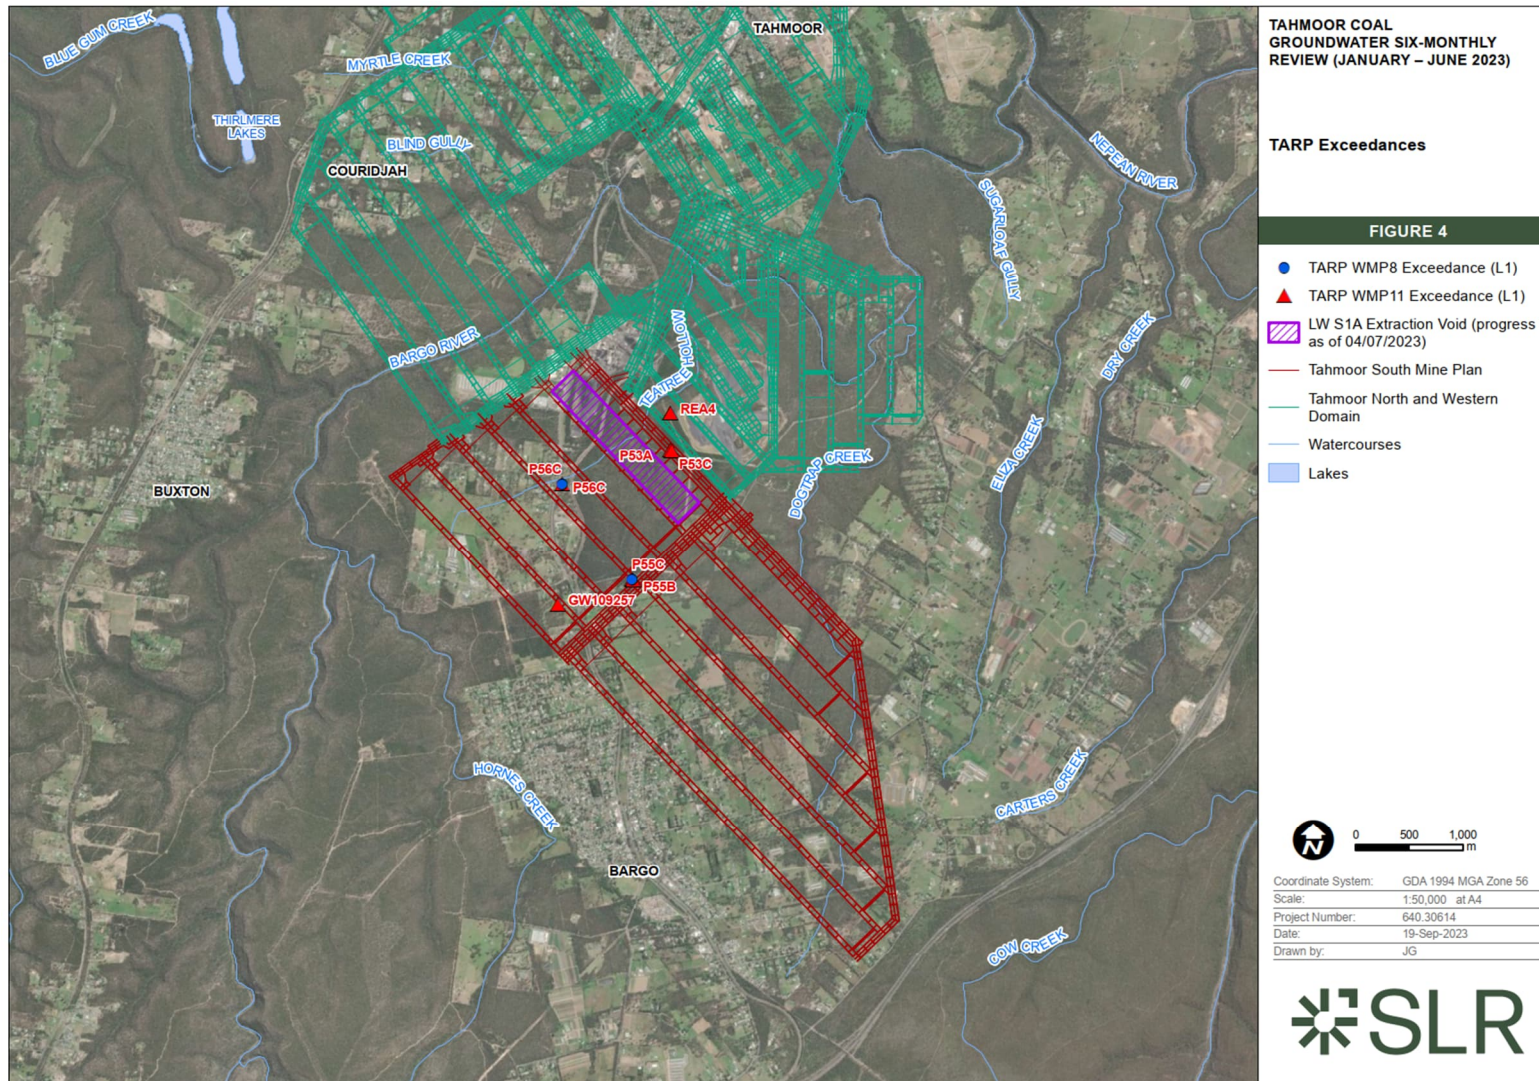 BLUE GUM CREEK
THIRLMERE
LAKES
MYRTLE CREEK
BLIND GULLY
COURIDJAH
TAHMOOR
NEPEAN RIVER
SUGARLOAF GULLY
BARGO RIVER
TEATREE
HOLLOW
DRY CREEK
ELIZA CREEK
DOGTRAP CREEK
REA4
P53A
P53C
P56C
P56C
BUXTON
P55C
P55B
GW109257
HORNES CREEK
BARGO
CARTERS CREEK
COW CREEK
TAHMOOR COAL
GROUNDWATER SIX-MONTHLY
REVIEW (JANUARY – JUNE 2023)
TARP Exceedances
FIGURE 4
TARP WMP8 Exceedance (L1)
TARP WMP11 Exceedance (L1)
LW S1A Extraction Void (progress
as of 04/07/2023)
Tahmoor South Mine Plan
Tahmoor North and Western
Domain
Watercourses
Lakes
N
0 500 1,000
m
Coordinate System: GDA 1994 MGA Zone 56
Scale: 1:50,000 at A4
Project Number: 640.30614
Date: 19-Sep-2023
Drawn by: JG
SLR